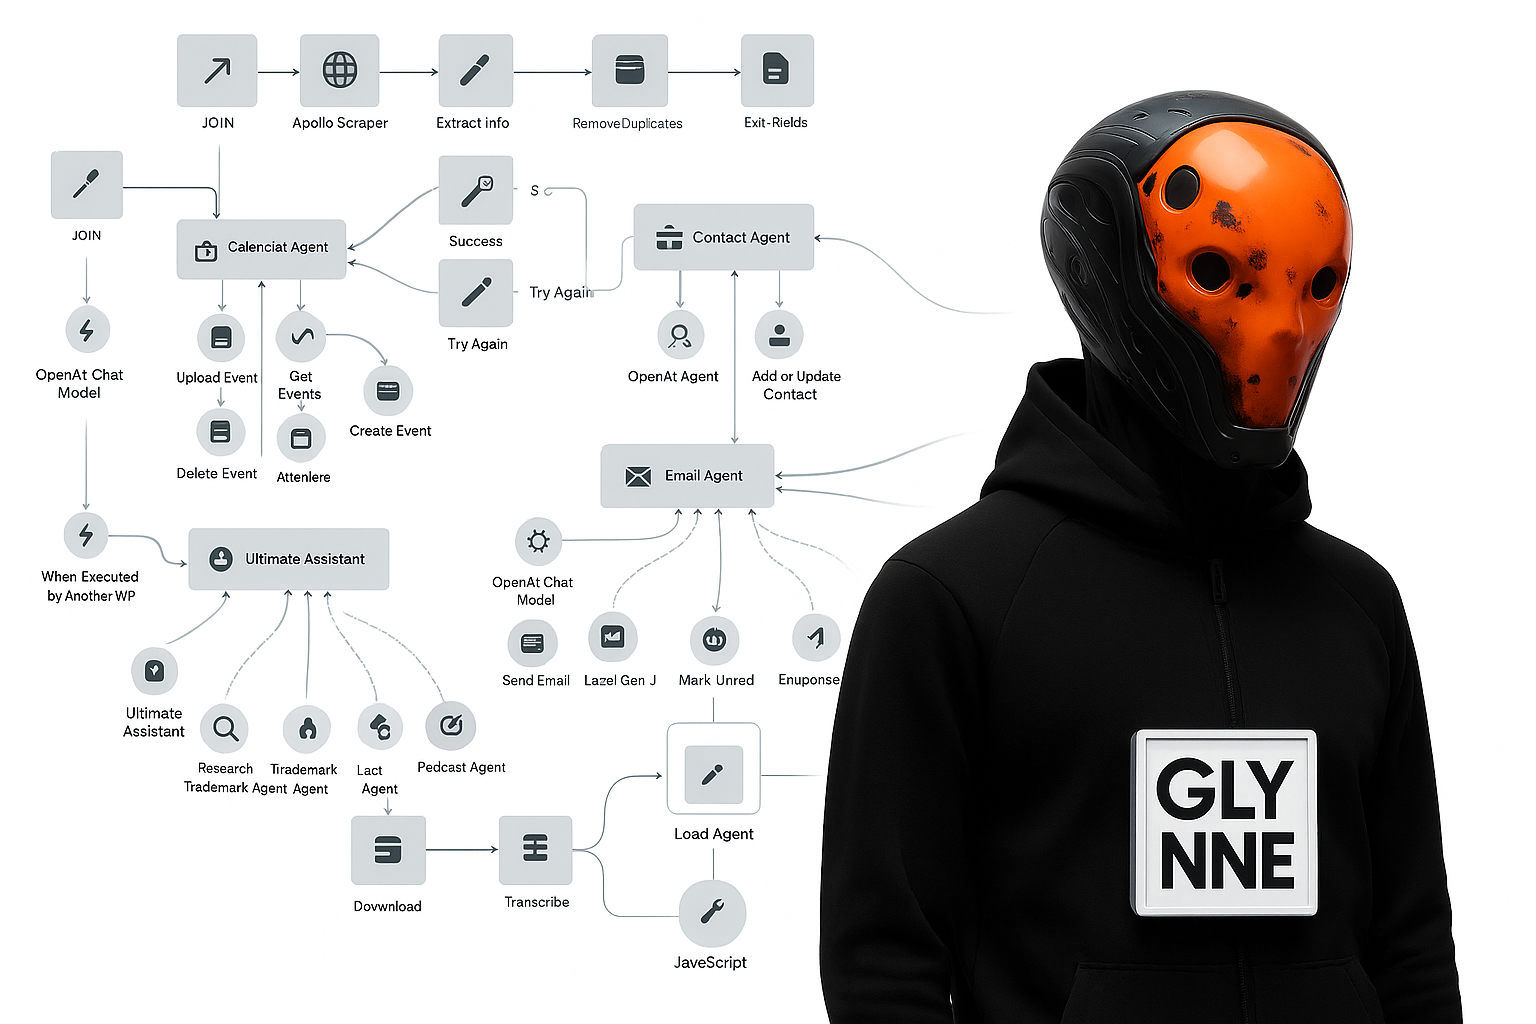 JOIN
Apollo Scraper
Extract info
RemoveDuplicates
Exit-Rields
JOIN
Calenciat Agent
Success
S
Contact Agent
Try Again
Try Again
OpenAt Chat
Model
Upload Event
Get
Events
Create Event
OpenAt Agent
Add or Update
Contact
Delete Event
Attenlere
Email Agent
When Executed
by Another WP
Ultimate Assistant
OpenAt Chat
Model
Send Email
Lazel Gen J
Mark Unred
Enuponse
Ultimate
Assistant
Research
Trademark Agent
Tirademark
Agent
Lact
Agent
Pedcast Agent
Load Agent
Dovwnload
Transcribe
JaveScript
GLY
NNE